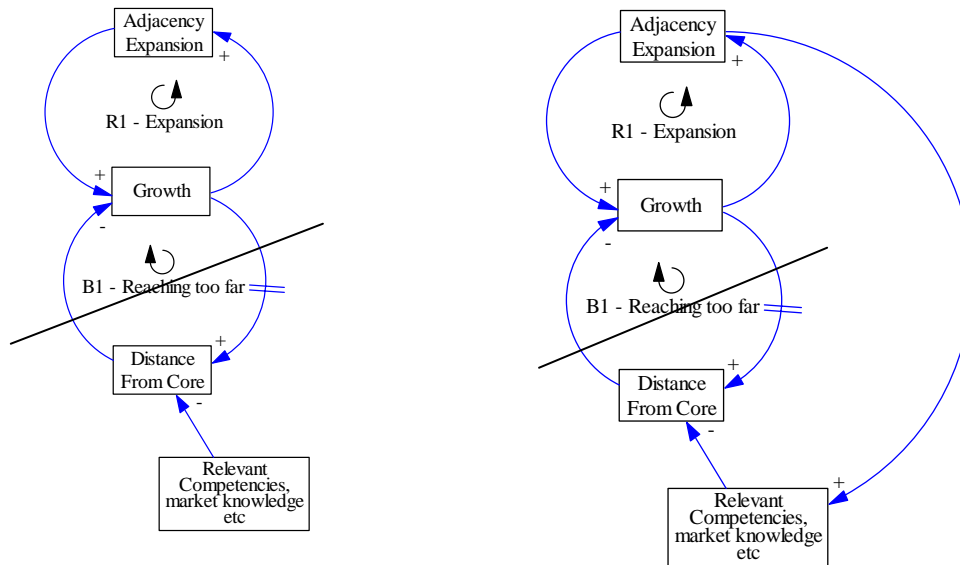 Adjacency
Expansion
+
R1 - Expansion
+
Growth
-
B1 - Reaching too far
+
Distance
From Core
-
Relevant
Competencies,
market knowledge
etc
Adjacency
Expansion
+
R1 - Expansion
+
Growth
-
B1 - Reaching too far
+
Distance
From Core
-
+
Relevant
Competencies,
market knowledge
etc